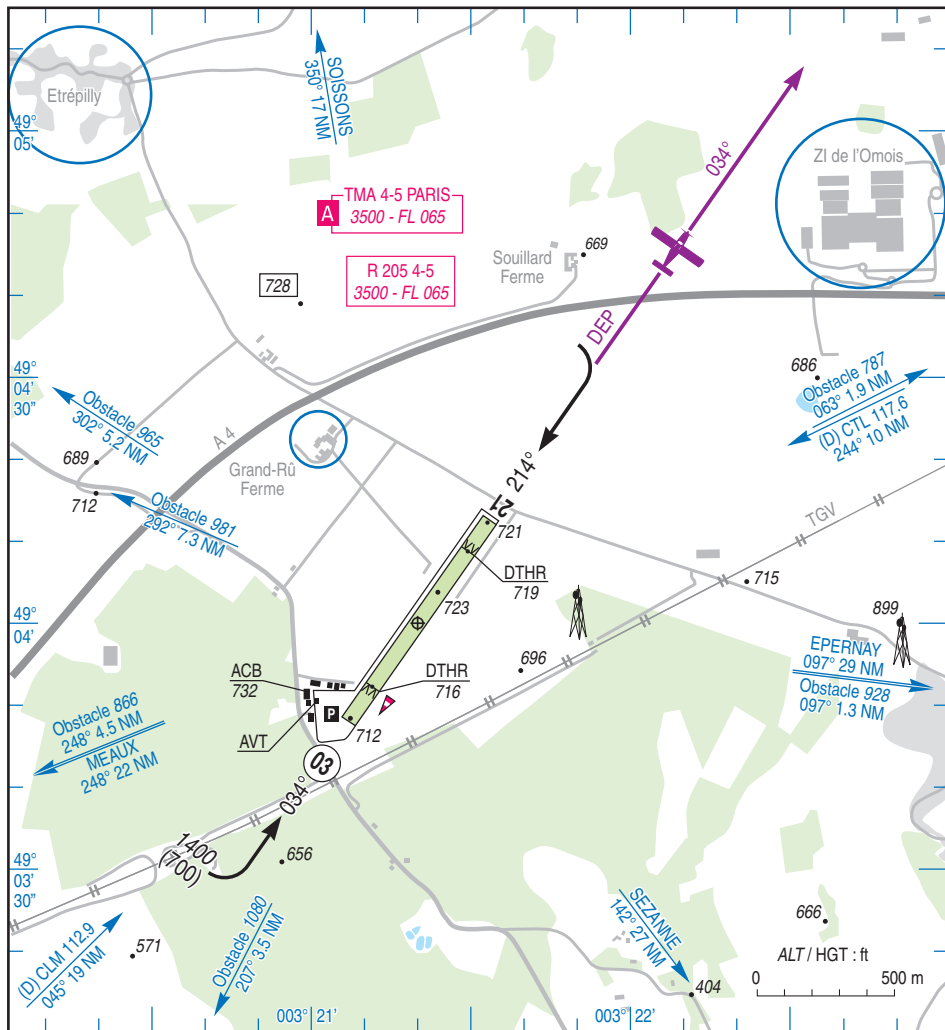 Etrépilly
SOISSONS
350° 17 NM
ZI de l'Omois
034°
49°
05'
TMA 4-5 PARIS
A
3500 - FL 065
R 205 4-5
3500 - FL 065
Souillard
Ferme
669
728
DEP
49°
04'
30"
686
Obstacle 787
063° 1.9 NM
(D) CTL 117.6
244° 10 NM
Obstacle 965
302° 5.2 NM
A 4
689
712
Grand-Rû
Ferme
Obstacle 981
292° 7.3 NM
214°
21
721
TGV
DTHR
719
723
715
49°
04'
899
ACB
732
DTHR
716
696
EPERNAY
097° 29 NM
Obstacle 928
097° 1.3 NM
P
AVT
712
Obstacle 866
248° 4.5 NM
MEAUX
248° 22 NM
03
034°
1400
(700)
656
49°
03'
30"
Obstacle 1080
207° 3.5 NM
SEZANNE
142° 27 NM
666
(D) CLM 112.9
045° 19 NM
571
404
ALT / HGT : ft
0 500 m
003° 21'
003° 22'